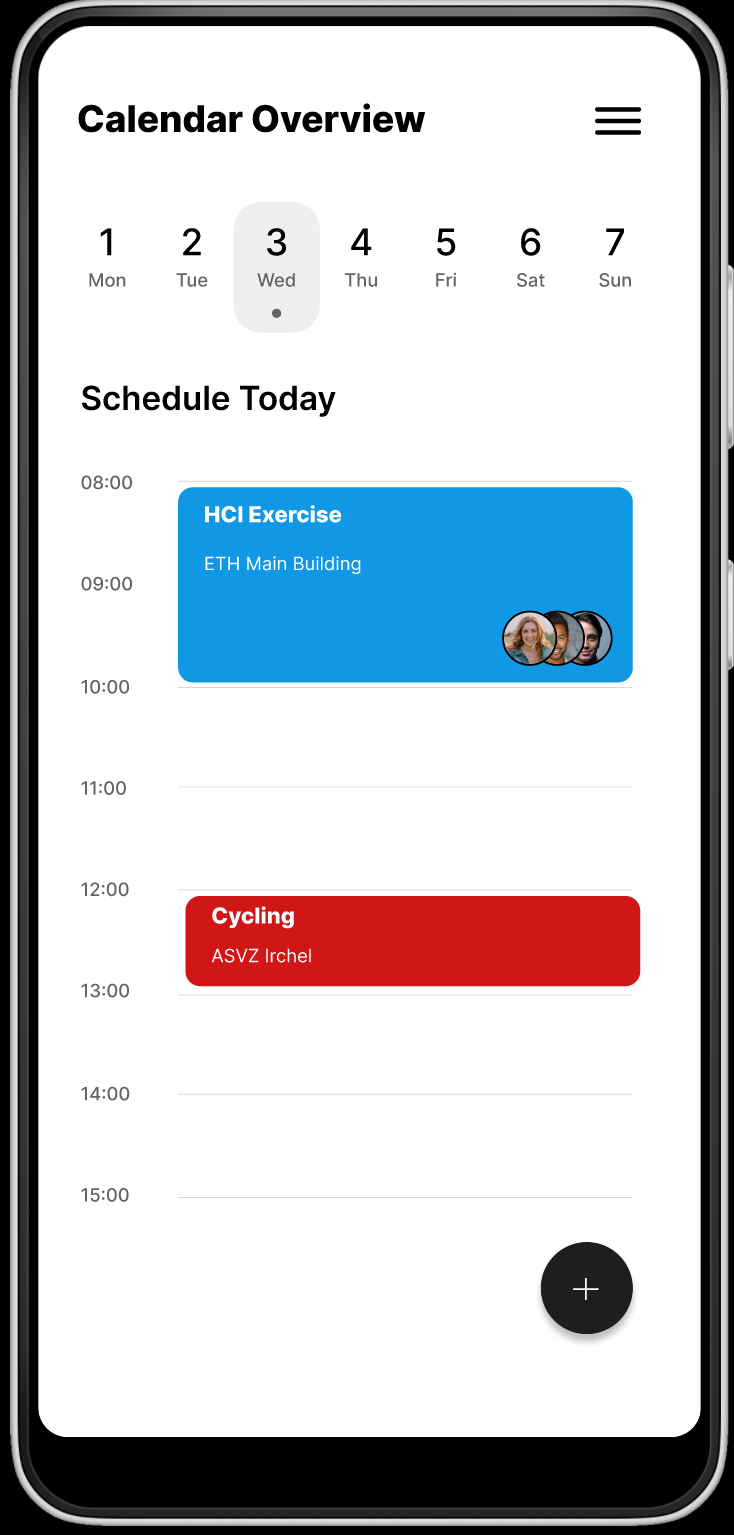 Calendar Overview
1 2 3 4 5 6 7
Mon Tue Wed Thu Fri Sat Sun
Schedule Today
08:00
HCI Exercise
ETH Main Building
09:00
10:00
11:00
12:00
Cycling
ASVZ Irchel
13:00
14:00
15:00